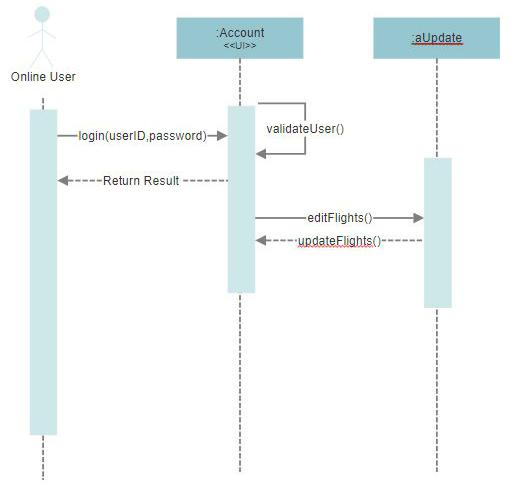 :Account
<<UI>>
:aUpdate
Online User
login(userID,password)
validateUser()
Return Result
editFlights()
updateFlights()